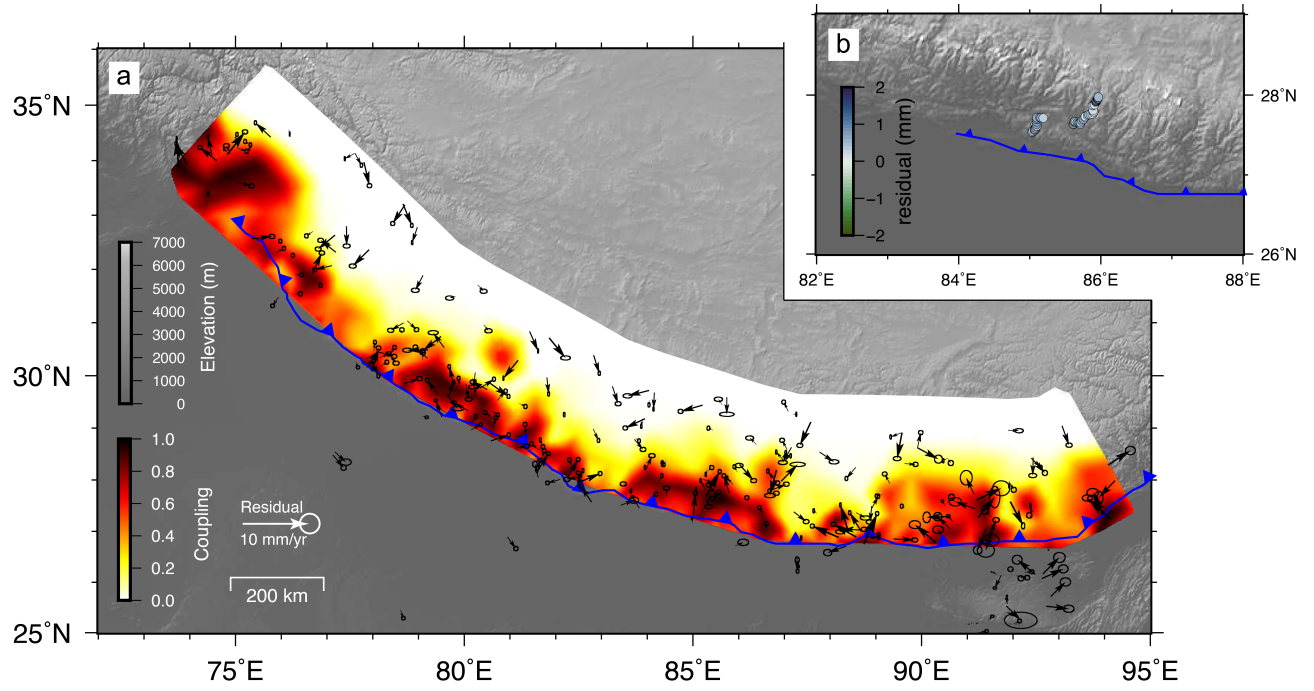 a
35˚N
30˚N
25˚N
75˚E
80˚E
85˚E
90˚E
95˚E
7000
6000
5000
4000
3000
2000
1000
0
Elevation (m)
1.0
0.8
0.6
0.4
0.2
0.0
Coupling
Residual
10 mm/yr
200 km
b
2
1
0
−1
−2
residual (mm)
28˚N
26˚N
82˚E
84˚E
86˚E
88˚E